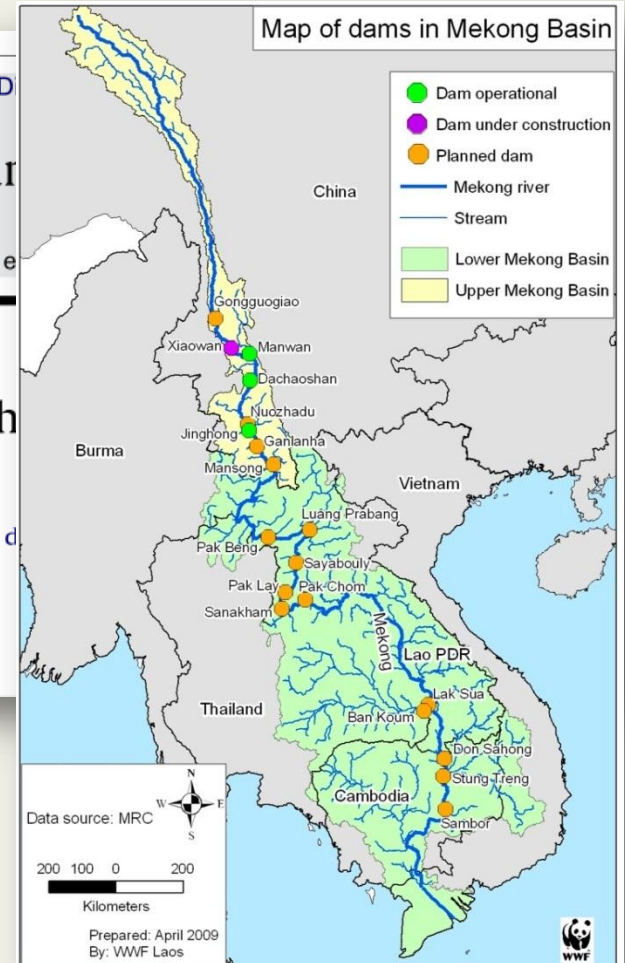 Map of dams in Mekong Basin
Dam operational
Dam under construction
Planned dam
Mekong river
Stream
Lower Mekong Basin
Upper Mekong Basin
China
Gongguogiao
Xiaowan
Manwan
Dachaoshan
Nuozhadu
Jinghong
Ganlanha
Mansong
Burma
Vietnam
Luang Prabang
Pak Beng
Sayabouly
Pak Lay
Pak Chom
Sanakham
Mekong
Lao PDR
Thailand
Lak Sua
Ban Koum
Don Sahong
Stung Treng
Cambodia
Sambor
N
W E
S
Data source: MRC
200 100 0 200
Kilometers
Prepared: April 2009
By: WWF Laos
WWF